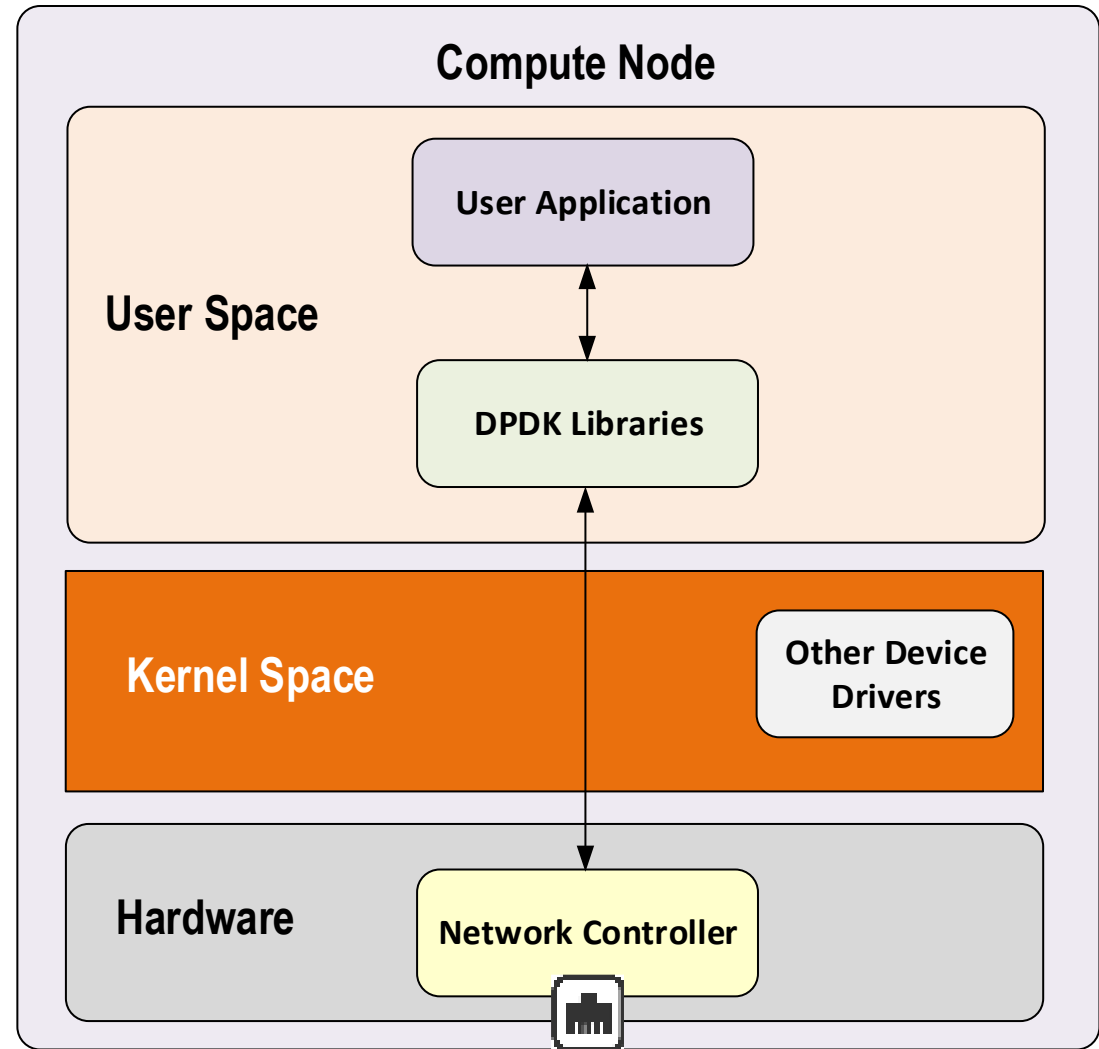 Compute Node
User Application
User Space
DPDK Libraries
Other Device
Drivers
Kernel Space
Hardware
Network Controller